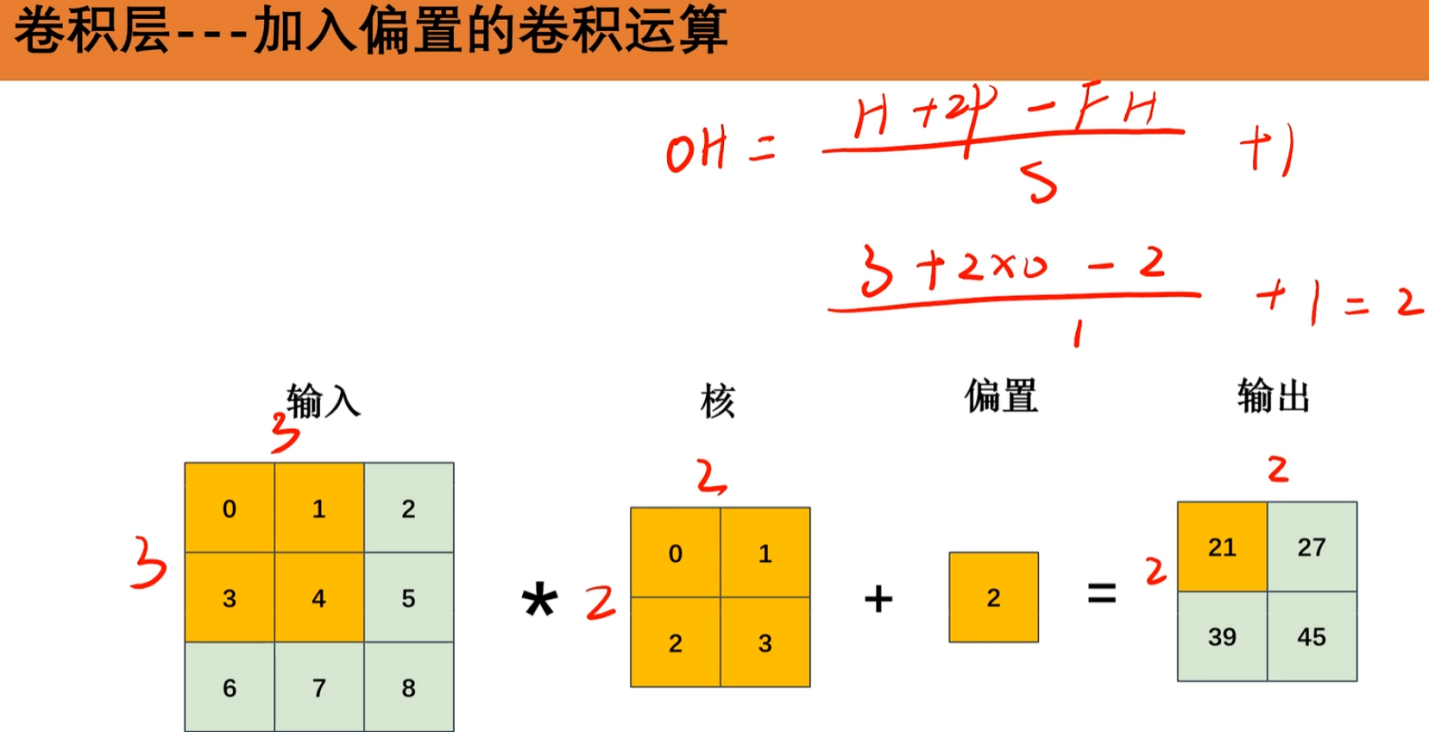 卷积层---加入偏置的卷积运算
OH = (H + 2P - FH) / S + 1
(3 + 2×0 - 2) / 1 + 1 = 2
输入 核 偏置 输出
3 2 2
0 1 2
3 3 4 5
6 7 8
*
2 0 1
2 3
+
2
=
2 21 27
39 45